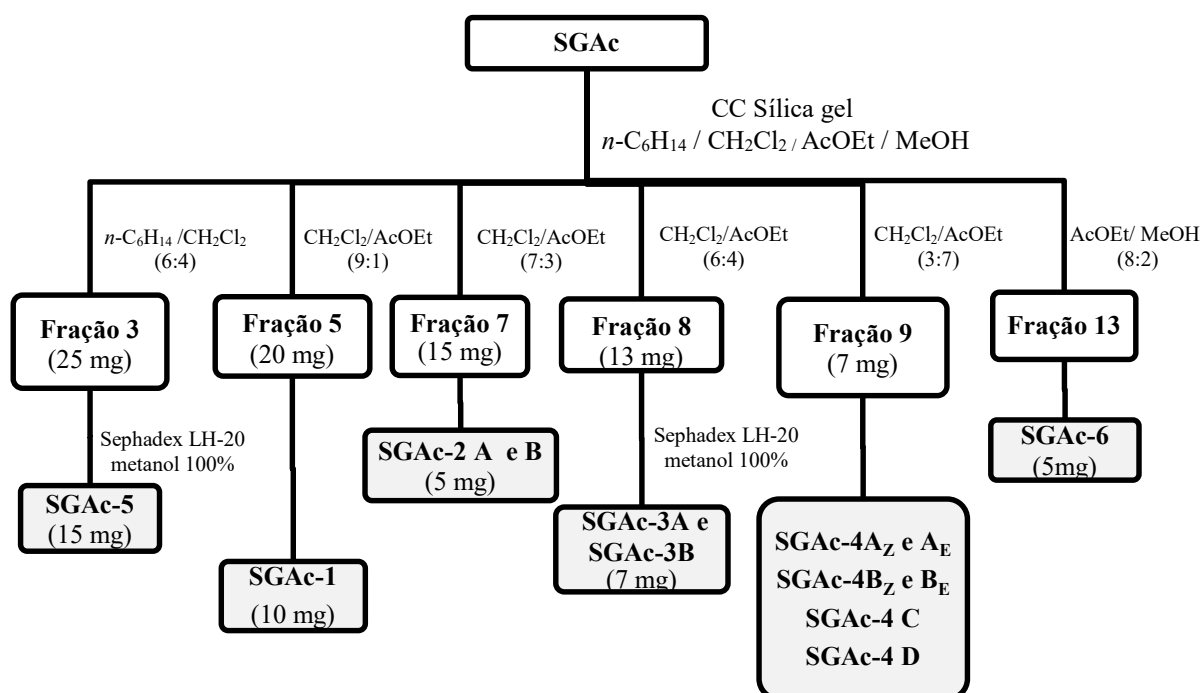 SGAc
CC Sílica gel
n-C₆H₁₄ / CH₂Cl₂ / AcOEt / MeOH
n-C₆H₁₄ /CH₂Cl₂
(6:4)
CH₂Cl₂/AcOEt
(9:1)
CH₂Cl₂/AcOEt
(7:3)
CH₂Cl₂/AcOEt
(6:4)
CH₂Cl₂/AcOEt
(3:7)
AcOEt/ MeOH
(8:2)
Fração 3
(25 mg)
Fração 5
(20 mg)
Fração 7
(15 mg)
Fração 8
(13 mg)
Fração 9
(7 mg)
Fração 13
Sephadex LH-20
metanol 100%
SGAc-5
(15 mg)
SGAc-1
(10 mg)
SGAc-2 A e B
(5 mg)
Sephadex LH-20
metanol 100%
SGAc-3A e
SGAc-3B
(7 mg)
SGAc-4A_Z e A_E
SGAc-4B_Z e B_E
SGAc-4 C
SGAc-4 D
SGAc-6
(5mg)